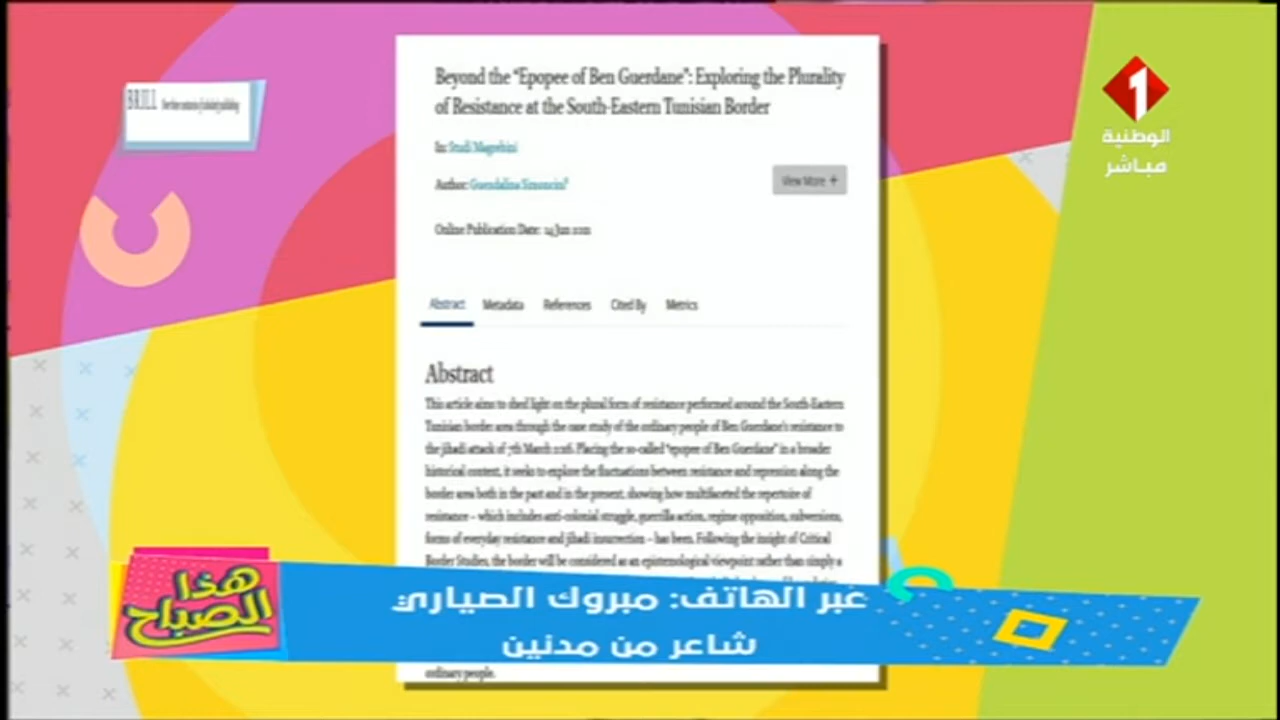 BRILL
Beyond the “Epopee of Ben Guerdane”: Exploring the Plurality
of Resistance at the South-Eastern Tunisian Border
In: Studi Magrebini
Author: Guendalina Simoncini
View More +
Online Publication Date: 14 Jun 2021
Abstract Metadata References Cited By Metrics
Abstract
This article aims to shed light on the plural form of resistance performed around the South-Eastern
Tunisian border area through the case study of the ordinary people of Ben Guerdane's resistance to
the jihadi attack of 7th March 2016. Placing the so-called “epopee of Ben Guerdane” in a broader
historical context, it seeks to explore the fluctuations between resistance and repression along the
border area both in the past and in the present, showing how multifaceted the repertoire of
resistance – which includes anti-colonial struggle, guerrilla action, regime opposition, subversions,
forms of everyday resistance and jihadi insurrection – has been. Following the insight of Critical
Border Studies, the border will be considered as an epistemological viewpoint rather than simply a
ordinary people.
الوطنية
مباشر
هذا
الصباح
عبر الهاتف: مبروك الصياري
شاعر من مدنين